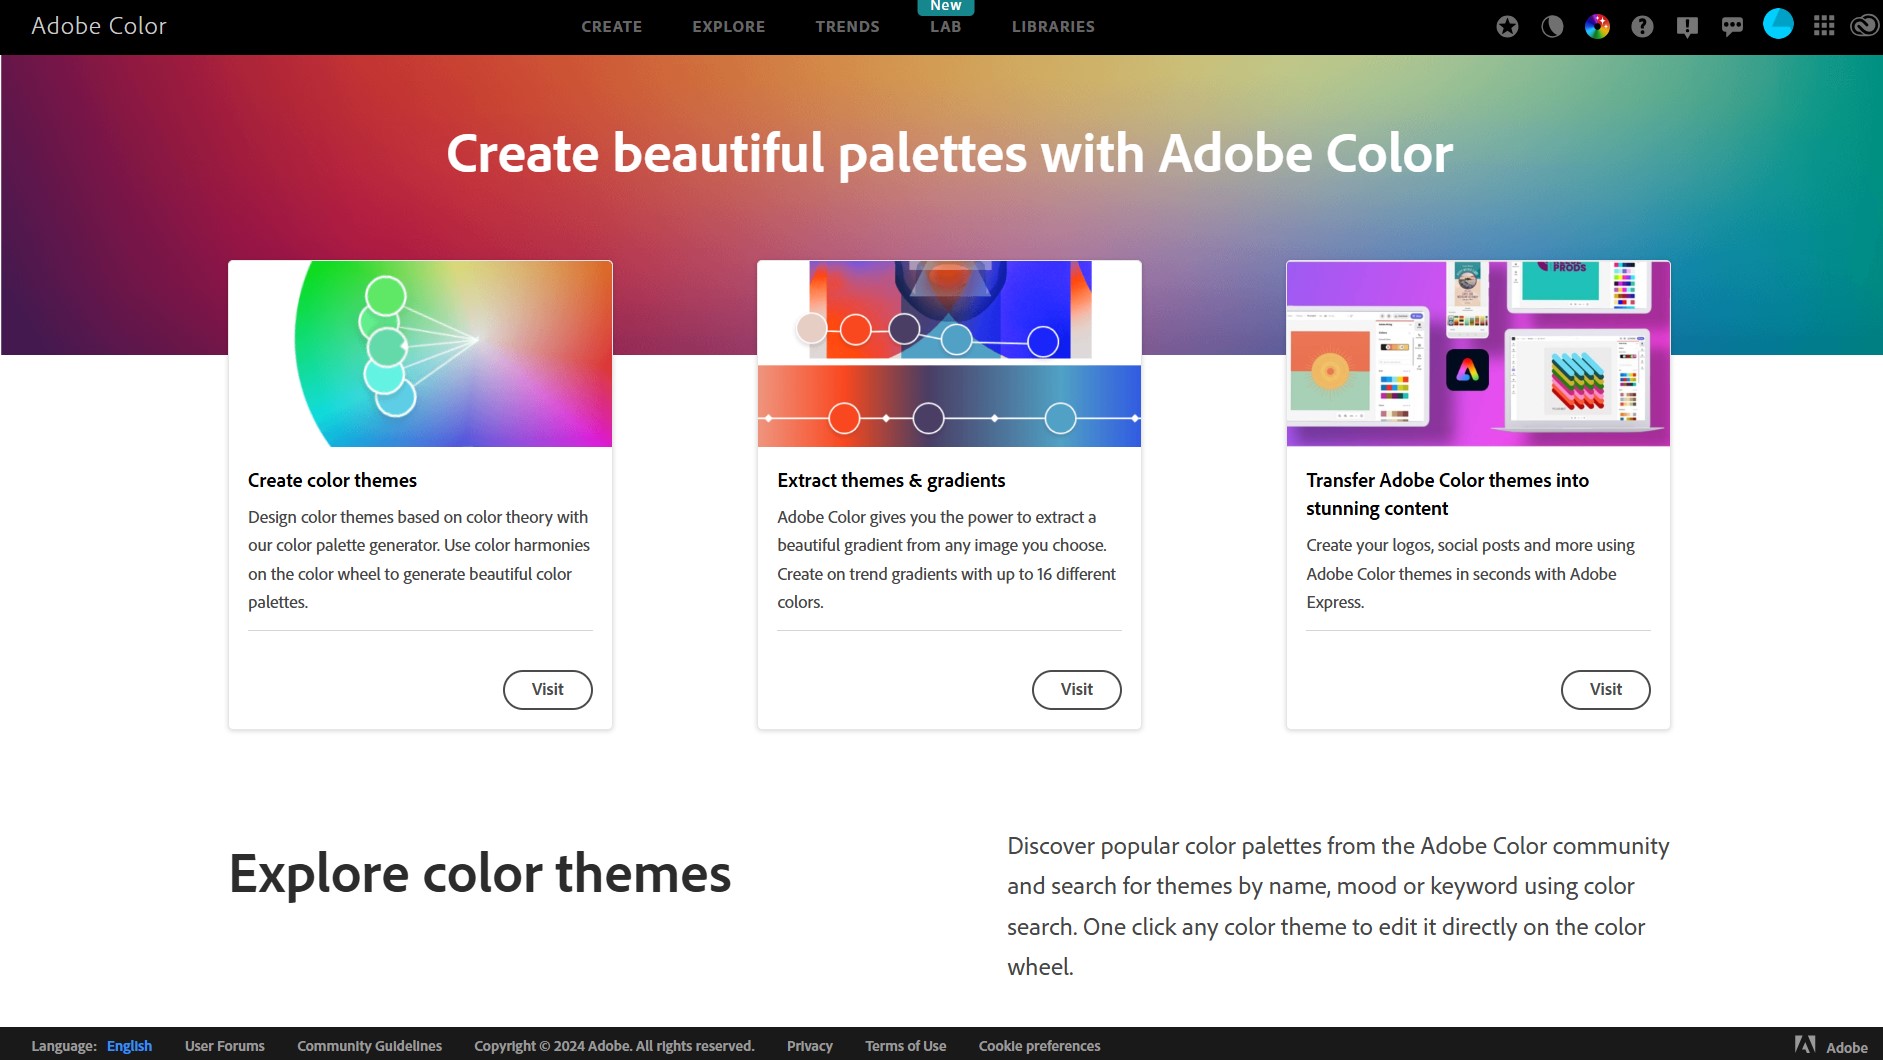 Adobe Color
CREATE
EXPLORE
TRENDS
New
LAB
LIBRARIES
Create beautiful palettes with Adobe Color
PRODS
Create color themes
Design color themes based on color theory with
our color palette generator. Use color harmonies
on the color wheel to generate beautiful color
palettes.
Visit
Extract themes & gradients
Adobe Color gives you the power to extract a
beautiful gradient from any image you choose.
Create on trend gradients with up to 16 different
colors.
Visit
Transfer Adobe Color themes into
stunning content
Create your logos, social posts and more using
Adobe Color themes in seconds with Adobe
Express.
Visit
Explore color themes
Discover popular color palettes from the Adobe Color community
and search for themes by name, mood or keyword using color
search. One click any color theme to edit it directly on the color
wheel.
Language: English
User Forums
Community Guidelines
Copyright © 2024 Adobe. All rights reserved.
Privacy
Terms of Use
Cookie preferences
Adobe